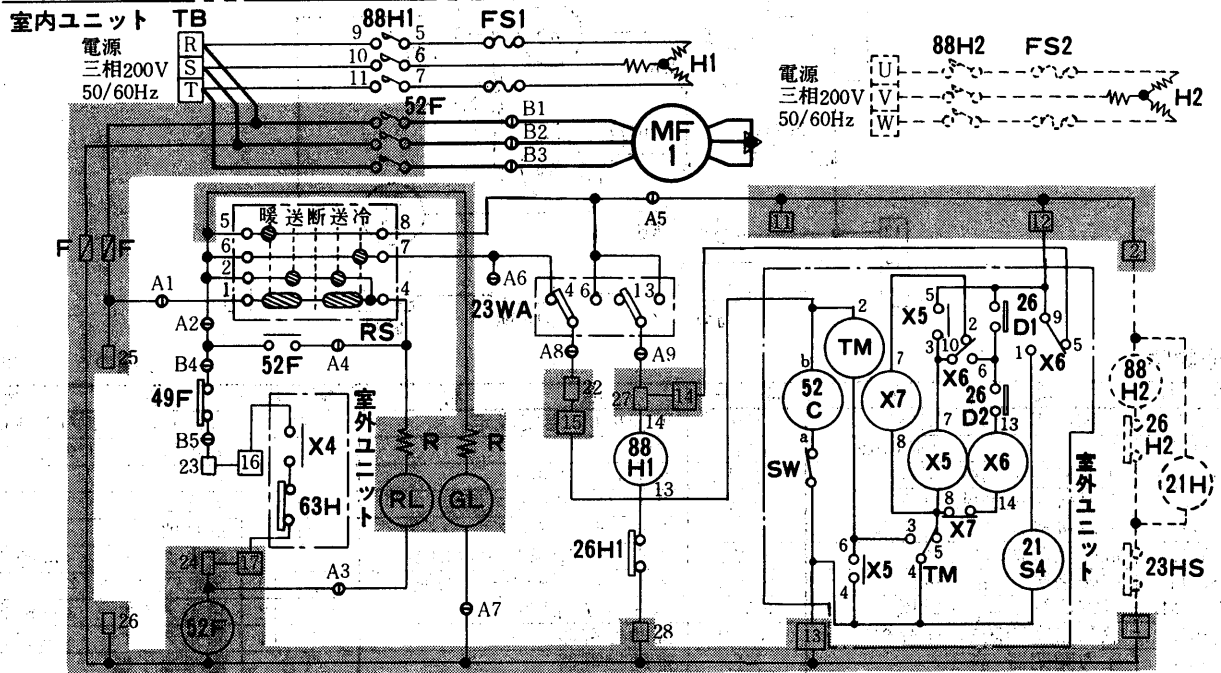 室内ユニット TB
88H1
FS1
電源
三相200V
50/60Hz
R
S
T
9
5
10
6
11
7
H1
電源
三相200V
50/60Hz
U
V
W
88H2
FS2
H2
52F
B1
B2
B3
MF
1
暖 送 断 送 冷
5
8
6
7
2
1
4
RS
F
F
A1
A2
A4
A5
A6
11
12
2
52F
B4
49F
B5
23
25
16
室外ユニット
X4
63H
17
24
A3
26
52F
R
R
RL
GL
A7
23WA
4
6
1
3
A8
A9
22
15
27
14
14
88
H1
13
26H1
28
2
TM
b
52
C
a
SW
13
7
X7
8
5
X5
3
10
2
X6
6
26
D1
26
D2
9
1
X6
5
7
X5
13
X6
8
14
X7
3
5
4
TM
6
X5
4
21
S4
室外ユニット
88
H2
26
H2
21H
23HS
1